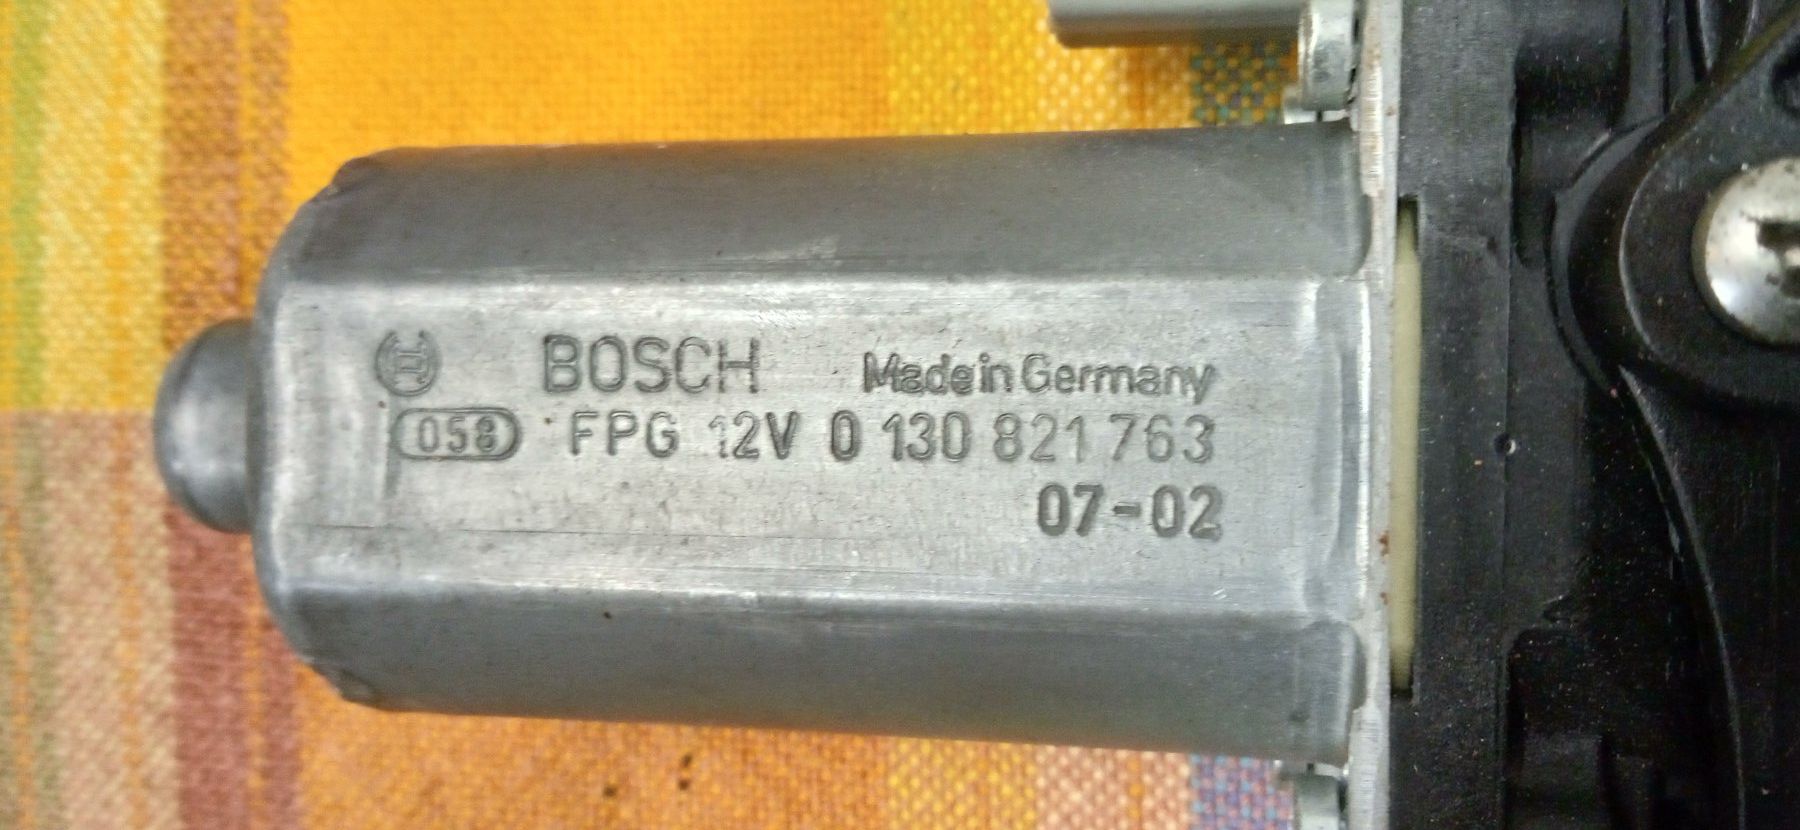 BOSCH Made in Germany
058 FPG 12V 0 130 821 763
07-02